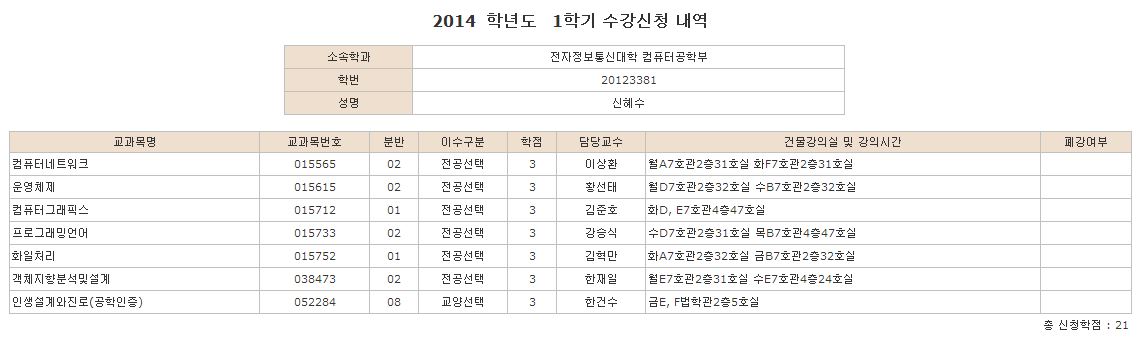 2014 학년도 1학기 수강신청 내역
소속학과 전자정보통신대학 컴퓨터공학부
학번 20123381
성명 신혜수
교과목명 교과목번호 분반 이수구분 학점 담당교수 건물강의실 및 강의시간 폐강여부
컴퓨터네트워크 015565 02 전공선택 3 이상환 월A7호관2층31호실 화F7호관2층31호실
운영체제 015615 02 전공선택 3 황선태 월D7호관2층32호실 수B7호관2층32호실
컴퓨터그래픽스 015712 01 전공선택 3 김준호 화D, E7호관4층47호실
프로그래밍언어 015733 02 전공선택 3 강승식 수D7호관2층31호실 목B7호관4층47호실
화일처리 015752 01 전공선택 3 김혁만 화A7호관2층32호실 금B7호관2층32호실
객체지향분석및설계 038473 02 전공선택 3 한재일 월E7호관2층31호실 수E7호관4층24호실
인생설계와진로(공학인증) 052284 08 교양선택 3 한건수 금E, F법학관2층5호실
총 신청학점 : 21